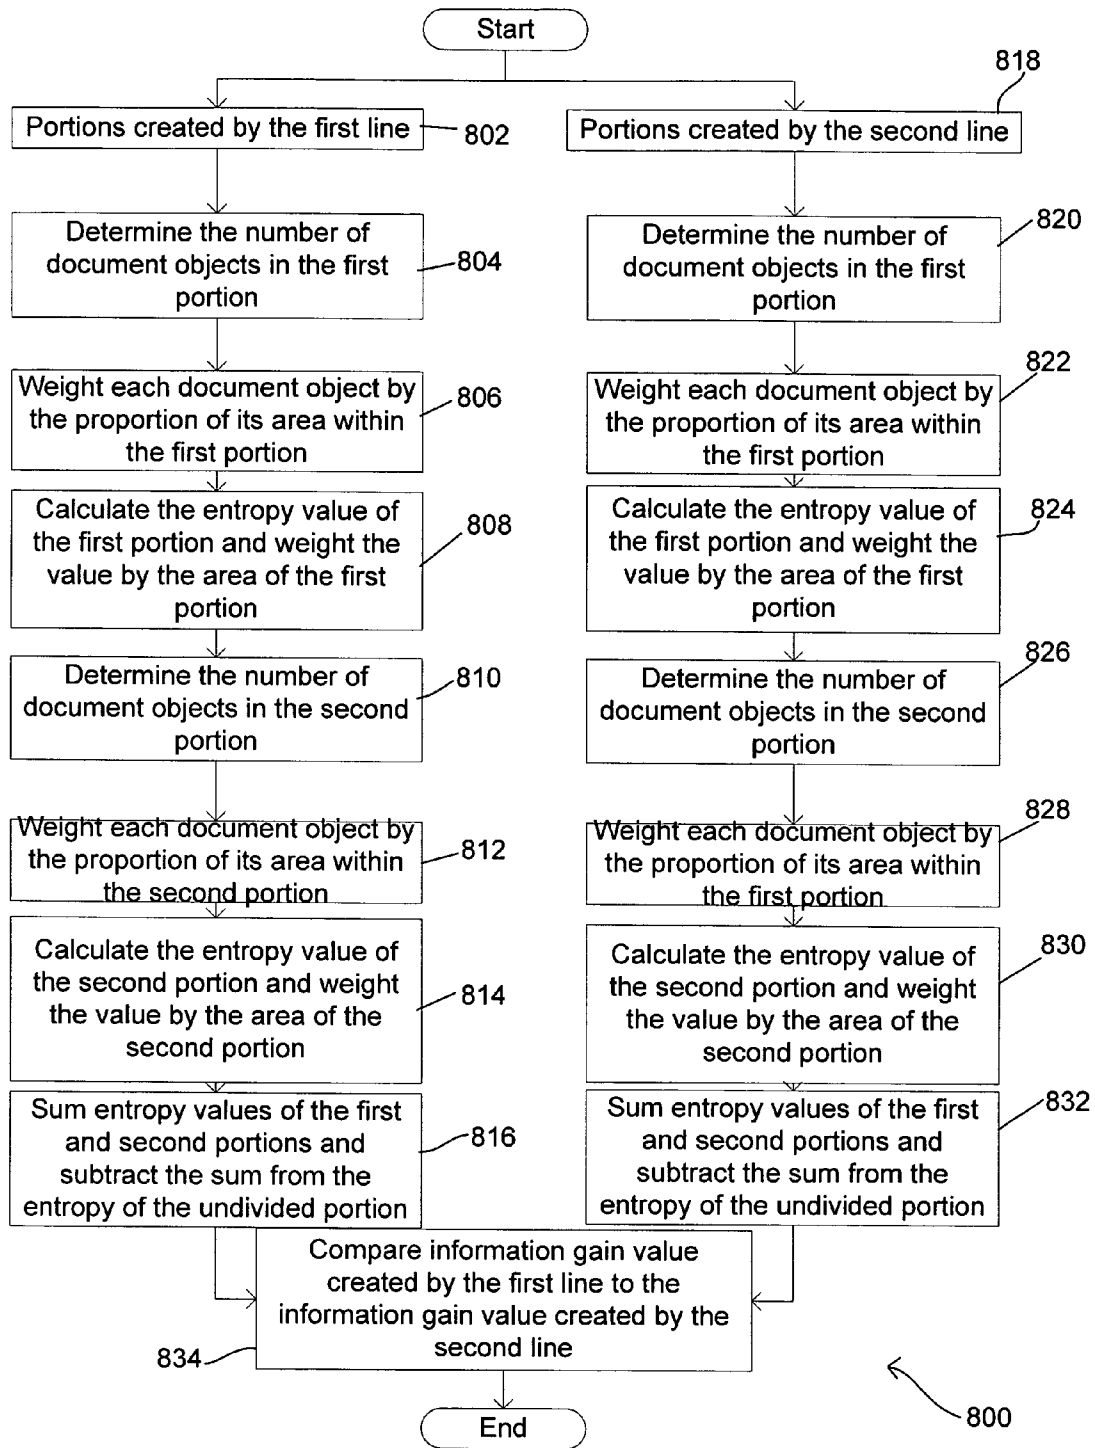 Start
818
Portions created by the first line
802
Portions created by the second line
Determine the number of
document objects in the first
portion
804
820
Determine the number of
document objects in the first
portion
Weight each document object by
the proportion of its area within
the first portion
806
822
Weight each document object by
the proportion of its area within
the first portion
Calculate the entropy value of
the first portion and weight the
value by the area of the first
portion
808
824
Calculate the entropy value of
the first portion and weight the
value by the area of the first
portion
Determine the number of
document objects in the second
portion
810
826
Determine the number of
document objects in the second
portion
Weight each document object by
the proportion of its area within
the second portion
812
828
Weight each document object by
the proportion of its area within
the first portion
Calculate the entropy value of
the second portion and weight
the value by the area of the
second portion
814
830
Calculate the entropy value of
the second portion and weight
the value by the area of the
second portion
Sum entropy values of the first
and second portions and
subtract the sum from the
entropy of the undivided portion
816
832
Sum entropy values of the first
and second portions and
subtract the sum from the
entropy of the undivided portion
Compare information gain value
created by the first line to the
information gain value created by the
second line
834
End
800